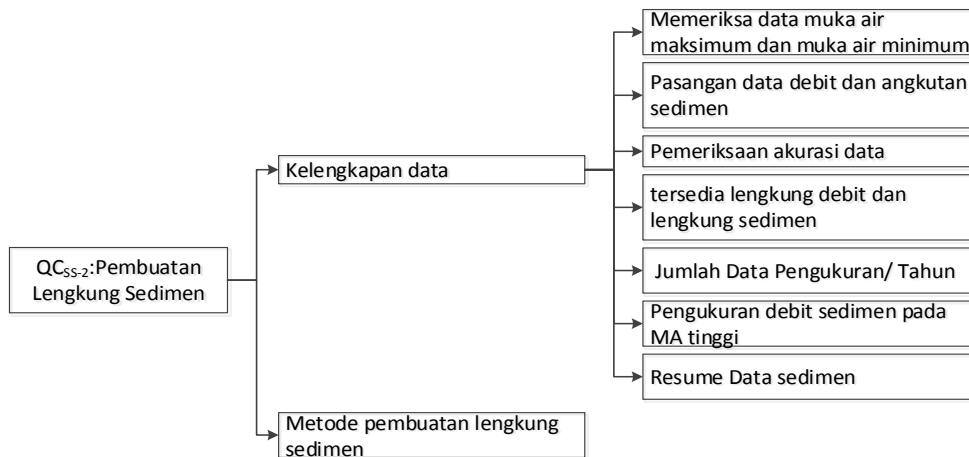 QCSS-2:Pembuatan
Lengkung Sedimen
Kelengkapan data
Metode pembuatan lengkung
sedimen
Memeriksa data muka air
maksimum dan muka air minimum
Pasangan data debit dan angkutan
sedimen
Pemeriksaan akurasi data
tersedia lengkung debit dan
lengkung sedimen
Jumlah Data Pengukuran/ Tahun
Pengukuran debit sedimen pada
MA tinggi
Resume Data sedimen